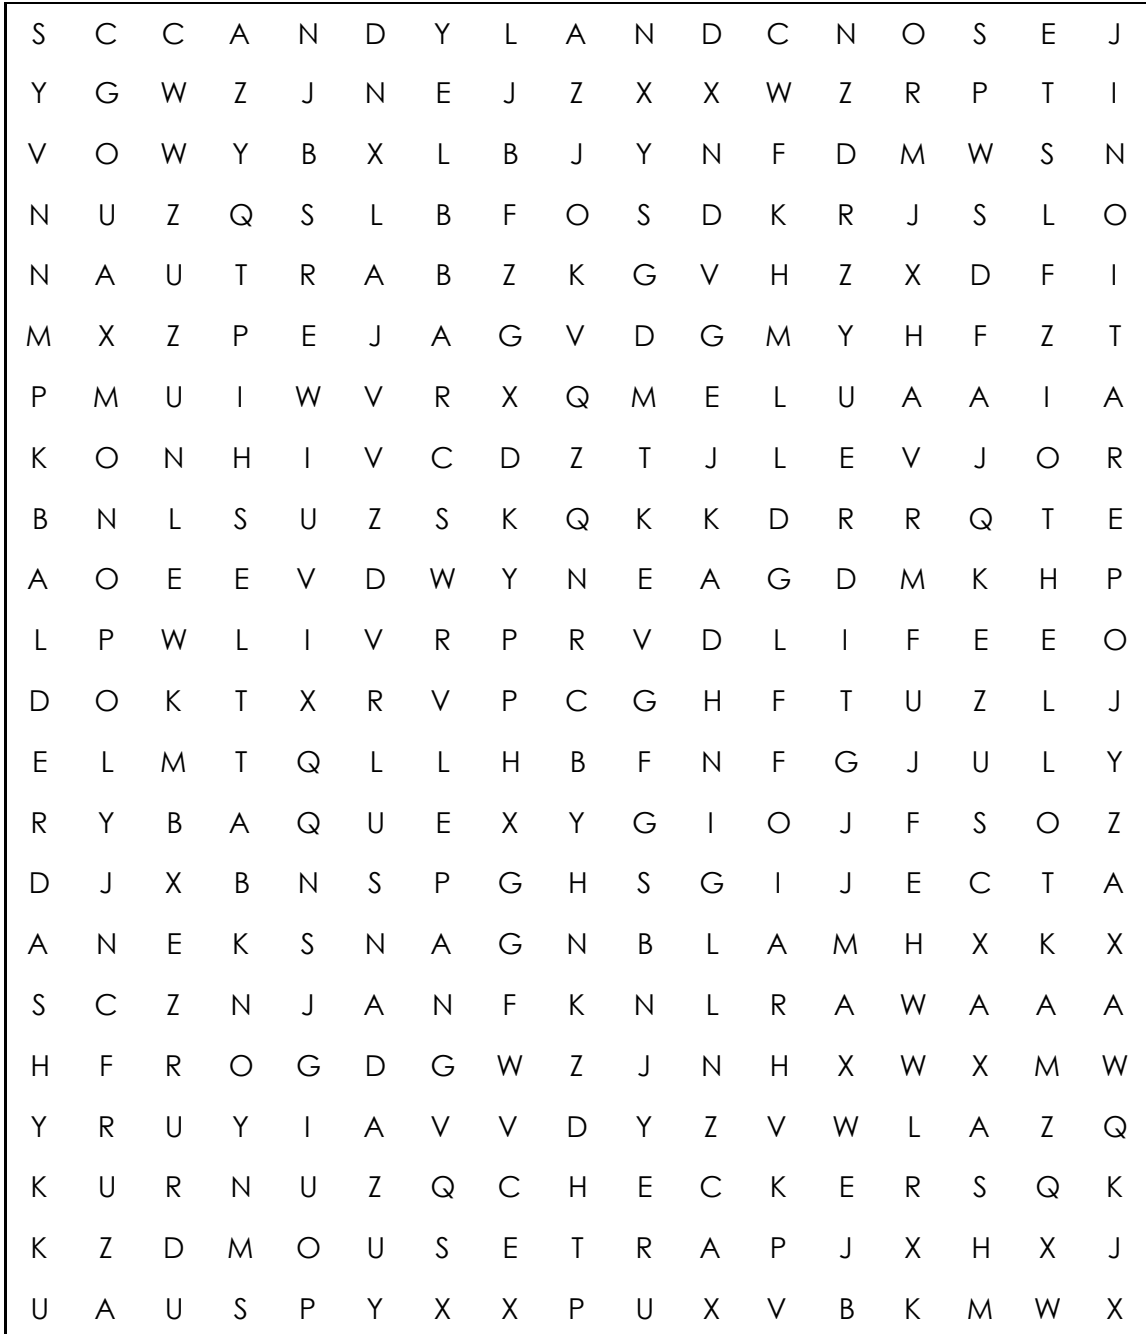 S C C A N D Y L A N D C N O S E J
Y G W Z J N E J Z X X W Z R P T I
V O W Y B X L B J Y N F D M W S N
N U Z Q S L B F O S D K R J S L O
N A U T R A B Z K G V H Z X D F I
M X Z P E J A G V D G M Y H F Z T
P M U I W V R X Q M E L U A A I A
K O N H I V C D Z T J L E V J O R
B N L S U Z S K Q K K D R R Q T E
A O E E V D W Y N E A G D M K H P
L P W L I V R P R V D L I F E E O
D O K T X R V P C G H F T U Z L J
E L M T Q L L H B F N F G J U L Y
R Y B A Q U E X Y G I O J F S O Z
D J X B N S P G H S G I J E C T A
A N E K S N A G N B L A M H X K X
S C Z N J A N F K N L R A W A A A
H F R O G D G W Z J N H X W X M W
Y R U Y I A V V D Y Z V W L A Z Q
K U R N U Z Q C H E C K E R S Q K
K Z D M O U S E T R A P J X H X J
U A U S P Y X X P U X V B K M W X